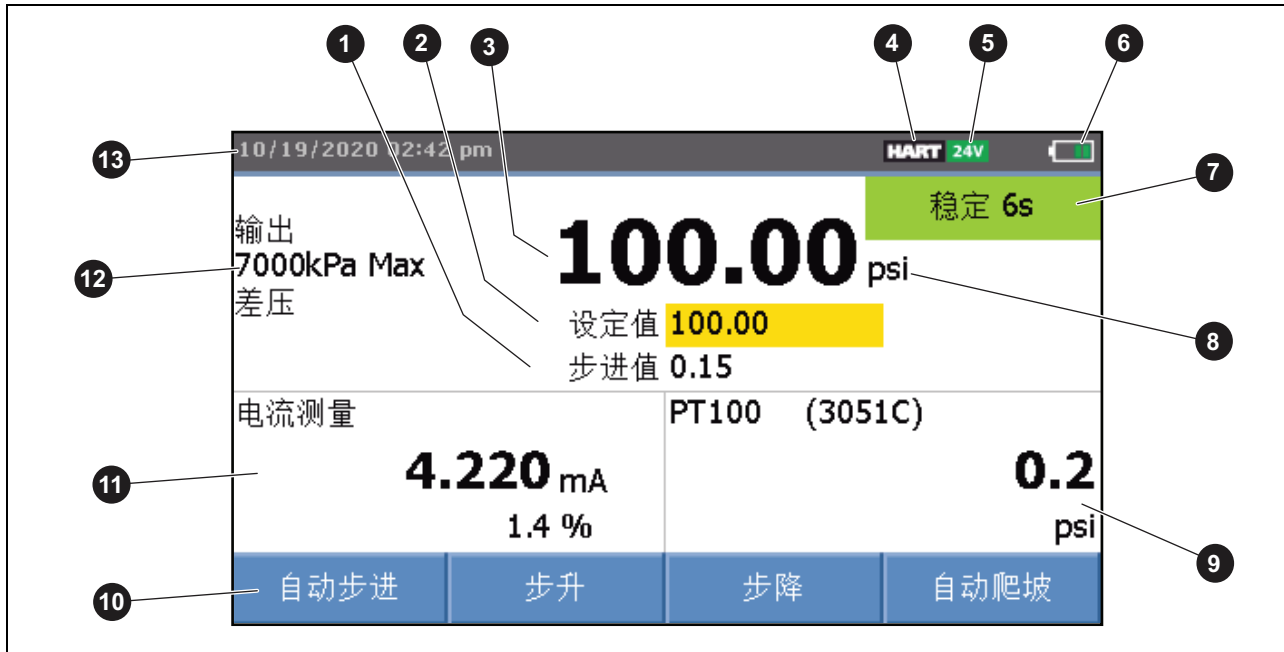 1 2 3 4 5 6
13 10/19/2020 02:42 pm HART 24V
稳定 6s 7
输出
12 7000kPa Max 100.00 psi
差压
设定值 100.00 8
步进值 0.15
电流测量 PT100 (3051C)
11 4.220 mA 0.2
1.4 % psi
9
10 自动步进 步升 步降 自动爬坡